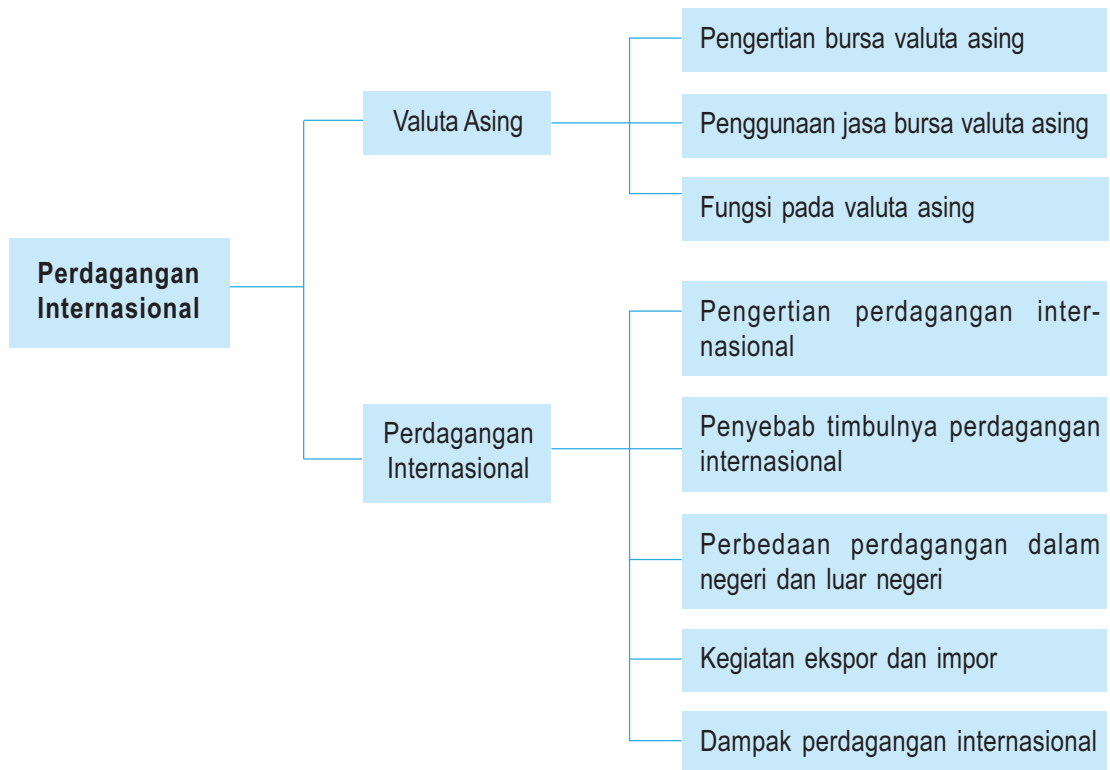 Pengertian bursa valuta asing
Valuta Asing
Penggunaan jasa bursa valuta asing
Fungsi pada valuta asing
Perdagangan
Internasional
Pengertian perdagangan inter-
nasional
Perdagangan
Internasional
Penyebab timbulnya perdagangan
internasional
Perbedaan perdagangan dalam
negeri dan luar negeri
Kegiatan ekspor dan impor
Dampak perdagangan internasional